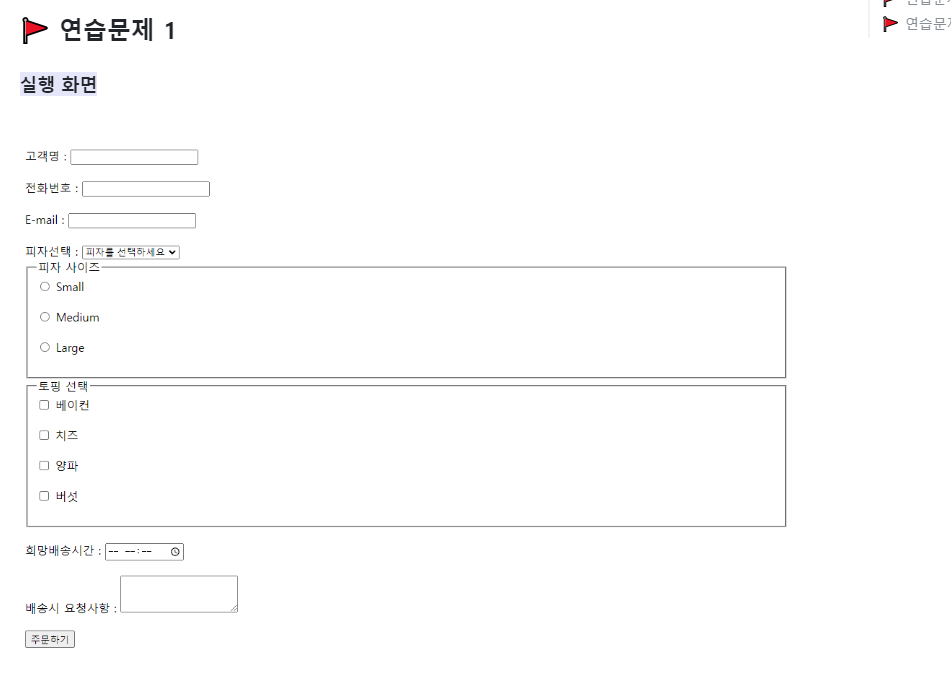 연습문제 1
연습문
실행 화면
고객명 :
전화번호 :
E-mail :
피자선택 : 피자를 선택하세요
피자 사이즈
Small
Medium
Large
토핑 선택
베이컨
치즈
양파
버섯
희망배송시간 : -- --:--
배송시 요청사항 :
주문하기